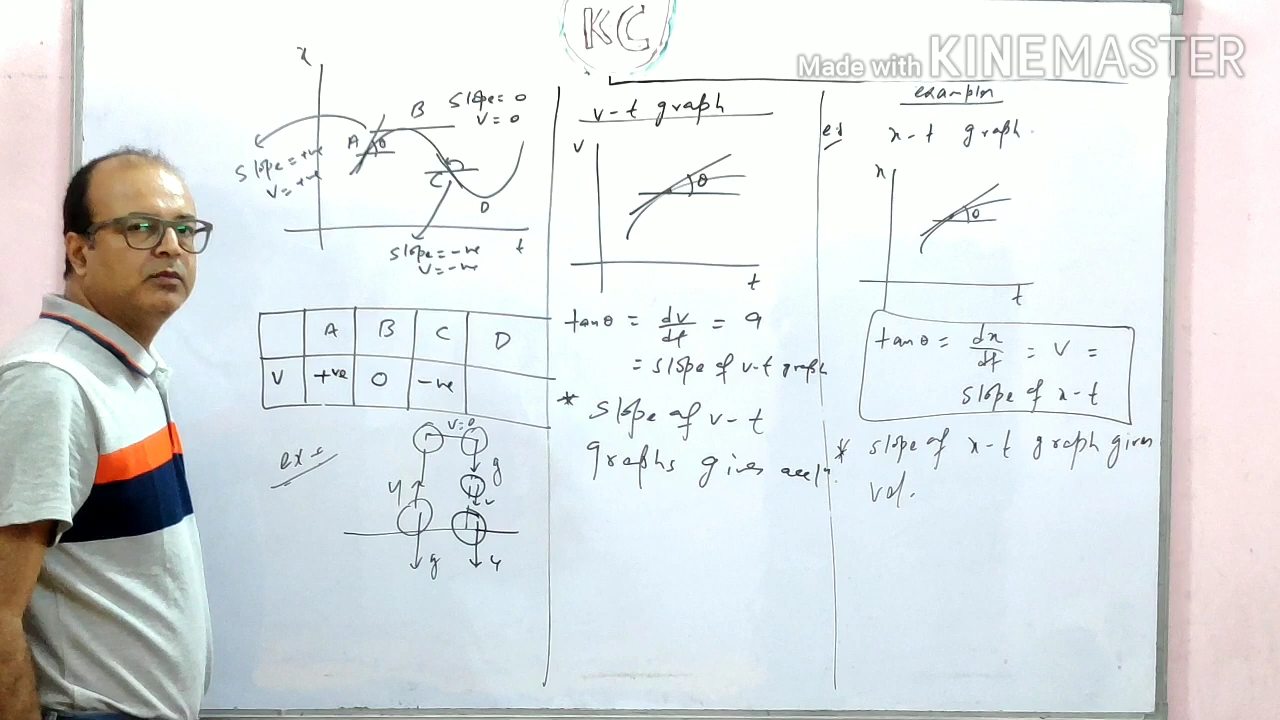 KC
Made with KINEMASTER
x
A
θ
B
slope = 0
v = 0
slope = +ve
v = +ve
C
D
t
slope = -ve
v = -ve
A B C D
V +ve 0 -ve
ex-
v=0
u
g
g
v
v-t graph
v
θ
t
tanθ = dv/dt = a
= slope of v-t graph
* slope of v-t
graphs gives accln.
examples
ex
x-t graph.
x
θ
t
tanθ = dx/dt = v =
slope of x-t
* slope of x-t graph gives
vel.